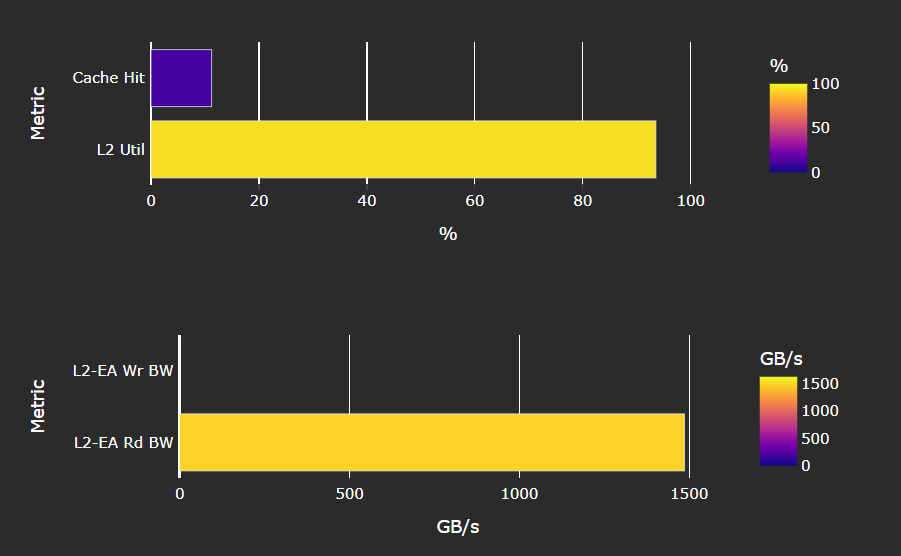 Metric
Cache Hit
L2 Util
0 20 40 60 80 100
%
%
100
50
0
Metric
L2-EA Wr BW
L2-EA Rd BW
0 500 1000 1500
GB/s
GB/s
1500
1000
500
0